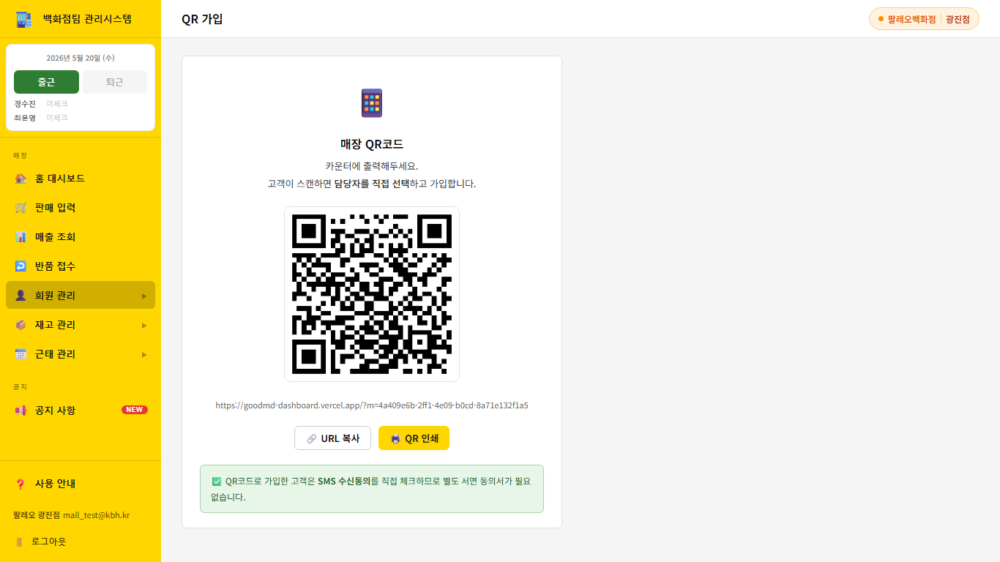 백화점팀 관리시스템
QR 가입
팔레오백화점 | 광진점
2026년 5월 20일 (수)
출근
퇴근
경수진 미체크
최윤영 미체크
매장
홈 대시보드
판매 입력
매출 조회
반품 접수
회원 관리
재고 관리
근태 관리
공지
공지 사항 NEW
사용 안내
팔레오 광진점 mall_test@kbh.kr
로그아웃
매장 QR코드
카운터에 출력해두세요.
고객이 스캔하면 담당자를 직접 선택하고 가입합니다.
https://goodmd-dashboard.vercel.app/?m=4a409e6b-2ff1-4e09-b0cd-8a71e132f1a5
URL 복사
QR 인쇄
QR코드로 가입한 고객은 SMS 수신동의를 직접 체크하므로 별도 서면 동의서가 필요
없습니다.